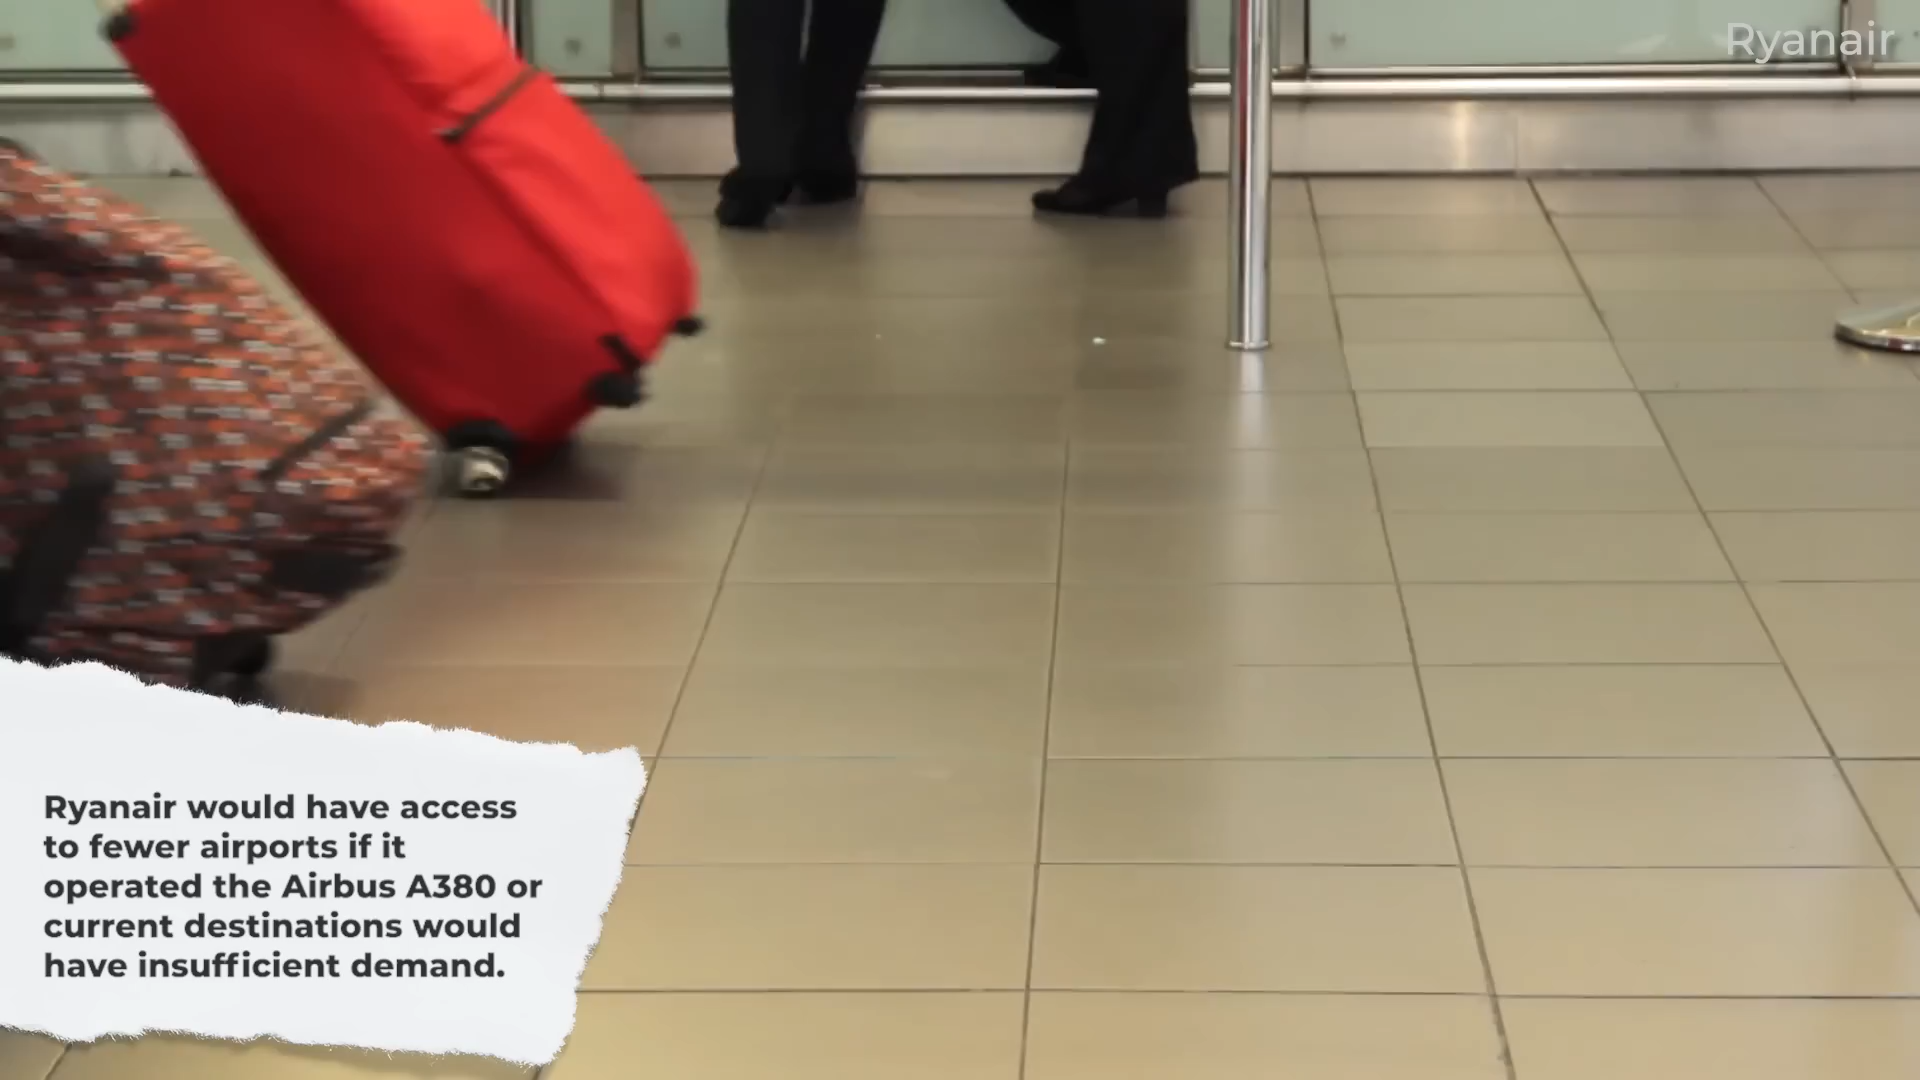 Ryanair
Ryanair would have access
to fewer airports if it
operated the Airbus A380 or
current destinations would
have insufficient demand.